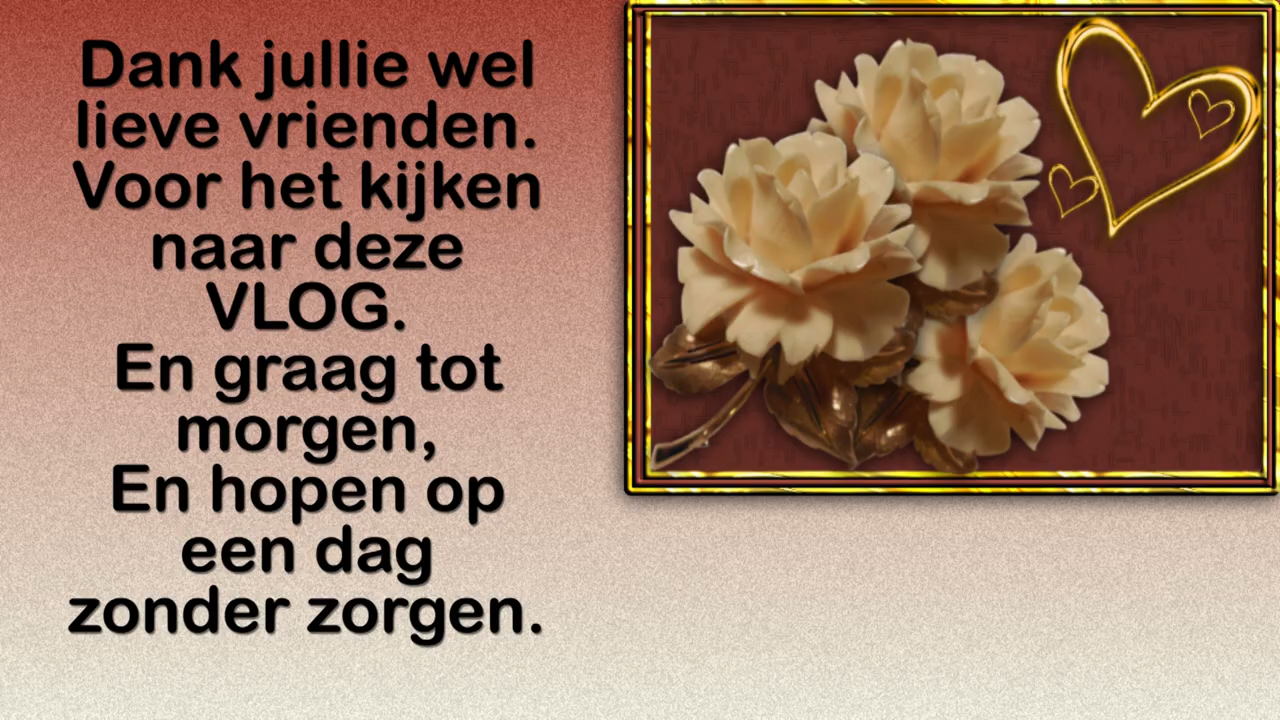 Dank jullie wel
lieve vrienden.
Voor het kijken
naar deze
VLOG.
En graag tot
morgen,
En hopen op
een dag
zonder zorgen.